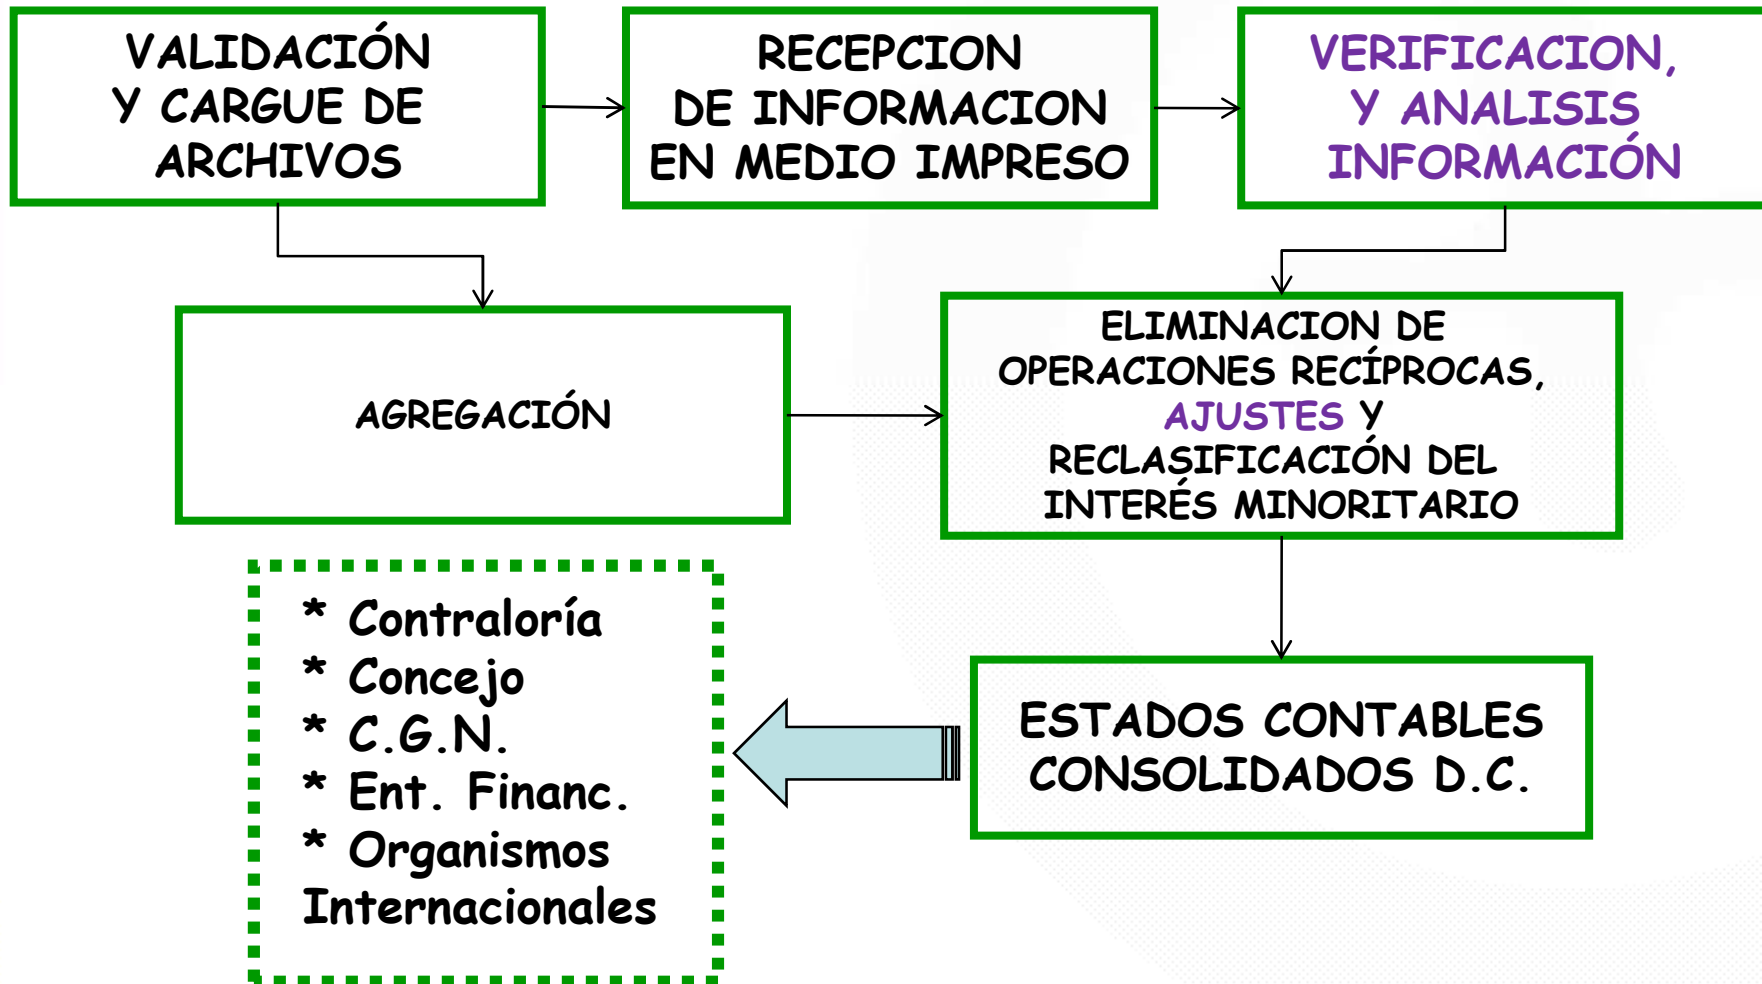 VALIDACIÓN
Y CARGUE DE
ARCHIVOS
RECEPCION
DE INFORMACION
EN MEDIO IMPRESO
VERIFICACION,
Y ANALISIS
INFORMACIÓN
AGREGACIÓN
ELIMINACION DE
OPERACIONES RECÍPROCAS,
AJUSTES Y
RECLASIFICACIÓN DEL
INTERÉS MINORITARIO
* Contraloría
* Concejo
* C.G.N.
* Ent. Financ.
* Organismos
Internacionales
ESTADOS CONTABLES
CONSOLIDADOS D.C.